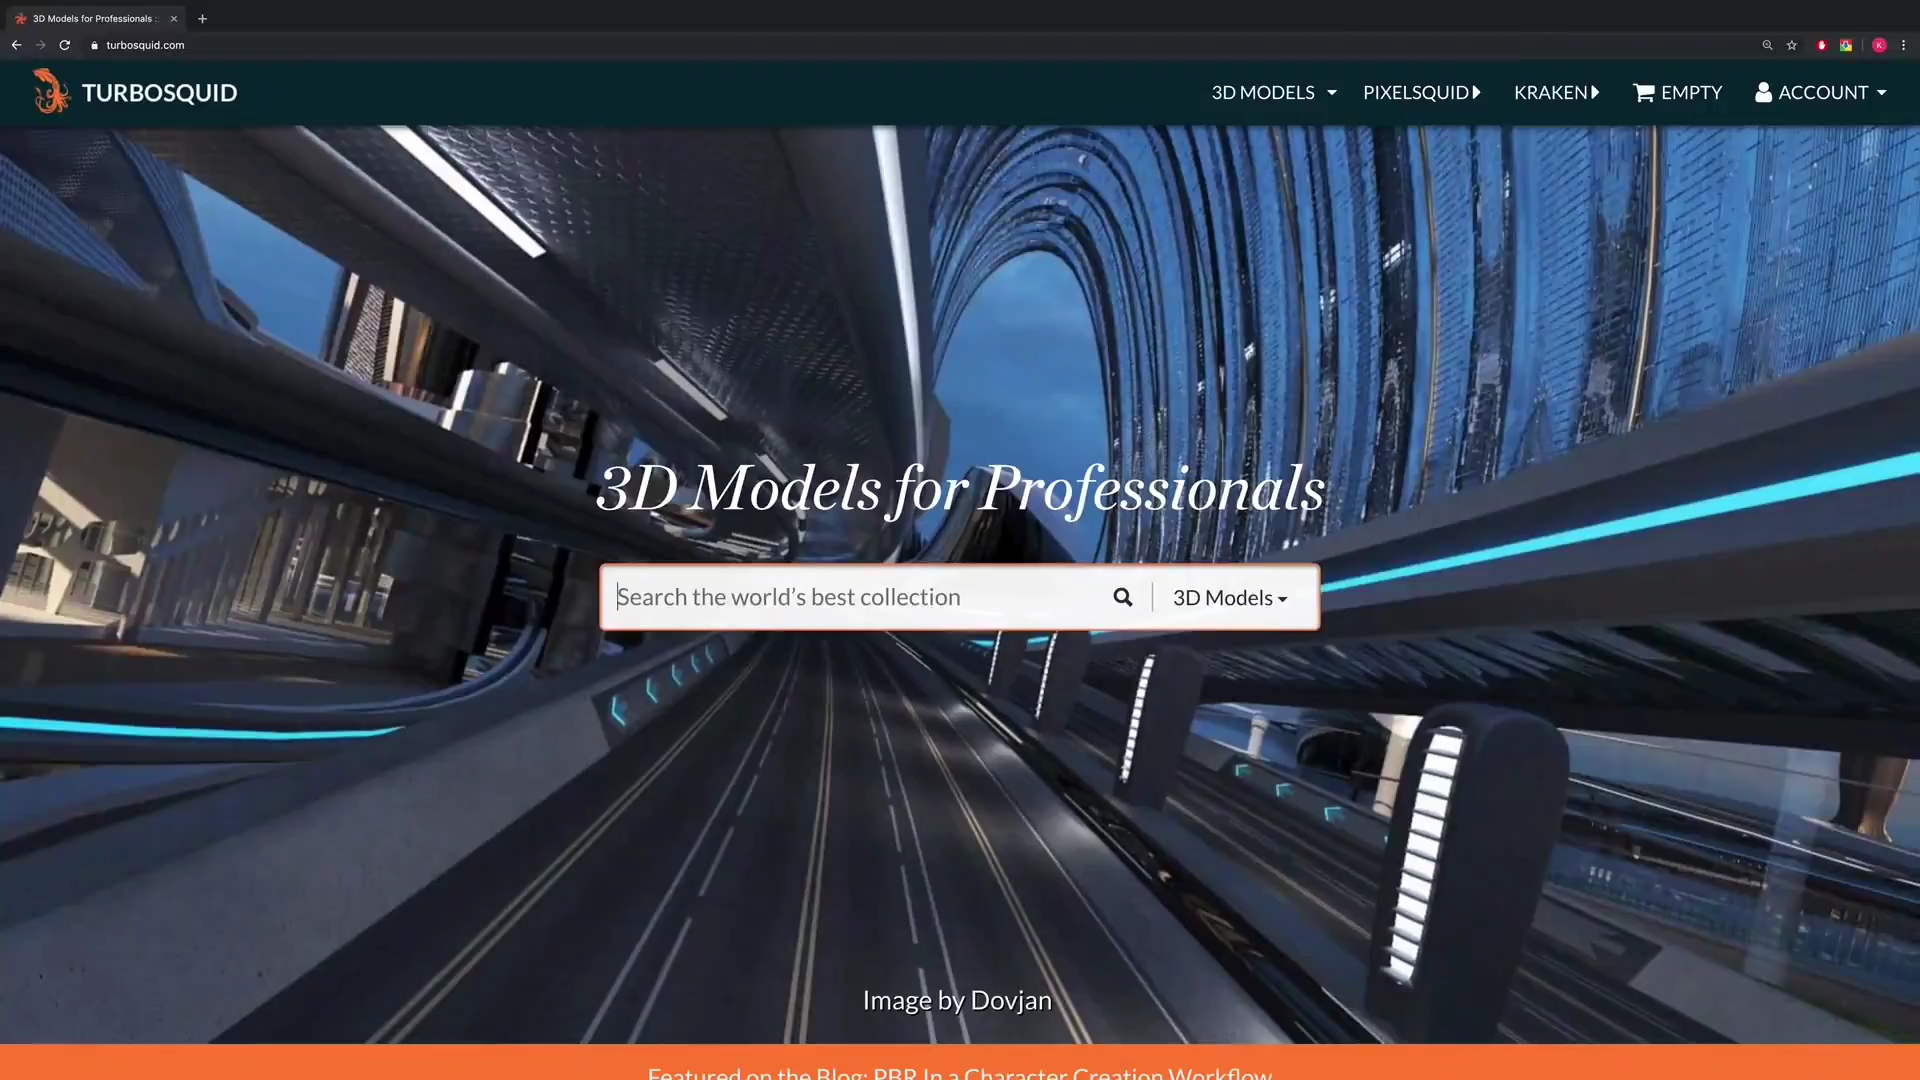 3D Models for Professionals :
turbosquid.com
K
TURBOSQUID
3D MODELS
PIXELSQUID
KRAKEN
EMPTY
ACCOUNT
3D Models for Professionals
Search the world’s best collection
3D Models
Image by Dovjan
Featured on the Blog: PBR In a Character Creation Workflow